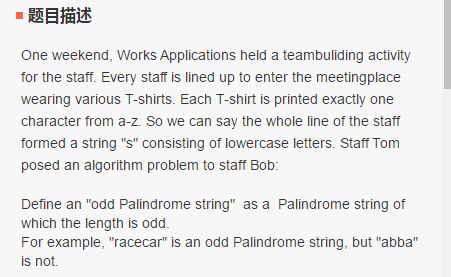 题目描述
One weekend, Works Applications held a teambuliding activity
for the staff. Every staff is lined up to enter the meetingplace
wearing various T-shirts. Each T-shirt is printed exactly one
character from a-z. So we can say the whole line of the staff
formed a string "s" consisting of lowercase letters. Staff Tom
posed an algorithm problem to staff Bob:
Define an "odd Palindrome string"  as a  Palindrome string of
which the length is odd.
For example, "racecar" is an odd Palindrome string, but "abba"
is not.